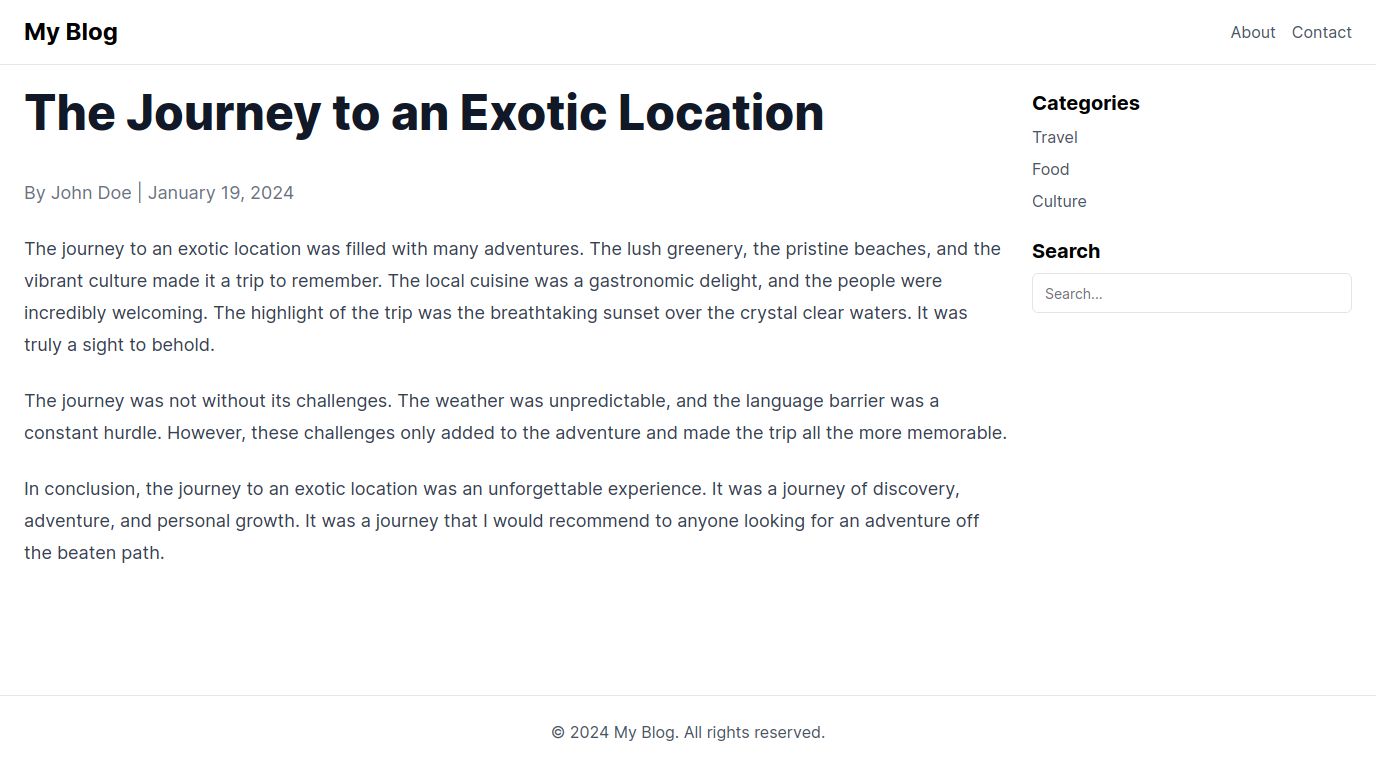 My Blog
About Contact
The Journey to an Exotic Location
By John Doe | January 19, 2024
The journey to an exotic location was filled with many adventures. The lush greenery, the pristine beaches, and the
vibrant culture made it a trip to remember. The local cuisine was a gastronomic delight, and the people were
incredibly welcoming. The highlight of the trip was the breathtaking sunset over the crystal clear waters. It was
truly a sight to behold.
The journey was not without its challenges. The weather was unpredictable, and the language barrier was a
constant hurdle. However, these challenges only added to the adventure and made the trip all the more memorable.
In conclusion, the journey to an exotic location was an unforgettable experience. It was a journey of discovery,
adventure, and personal growth. It was a journey that I would recommend to anyone looking for an adventure off
the beaten path.
Categories
Travel
Food
Culture
Search
Search...
© 2024 My Blog. All rights reserved.